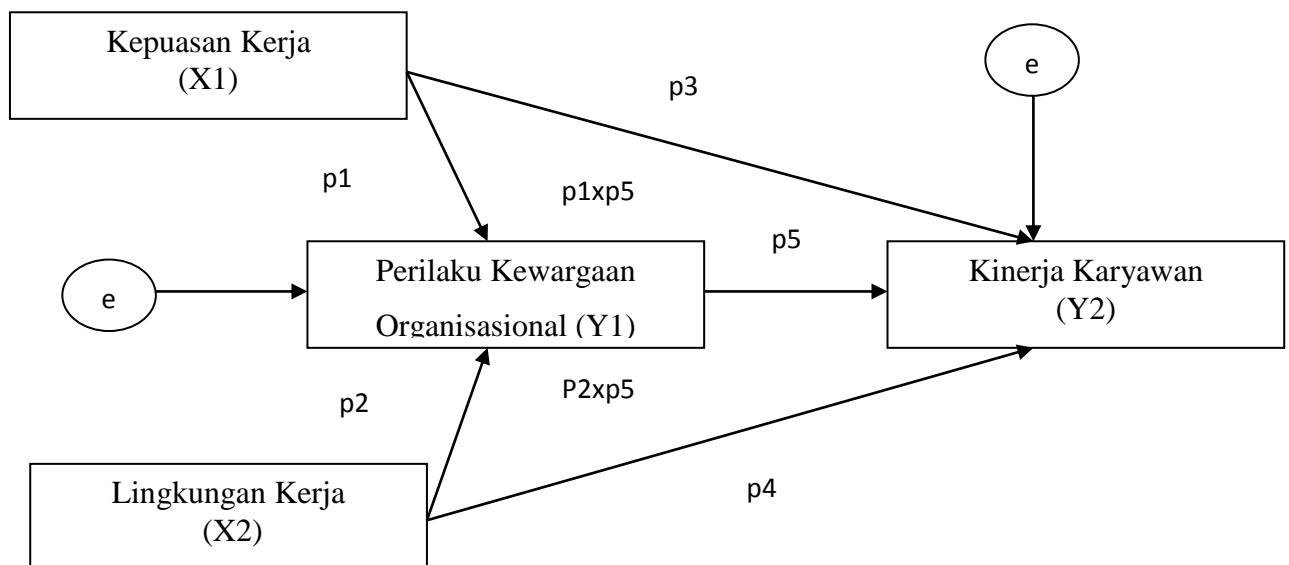 Kepuasan Kerja
(X1)
e
p3
p1
p1xp5
p5
Perilaku Kewargaan
Organisasional (Y1)
Kinerja Karyawan
(Y2)
e
p2
P2xp5
p4
Lingkungan Kerja
(X2)